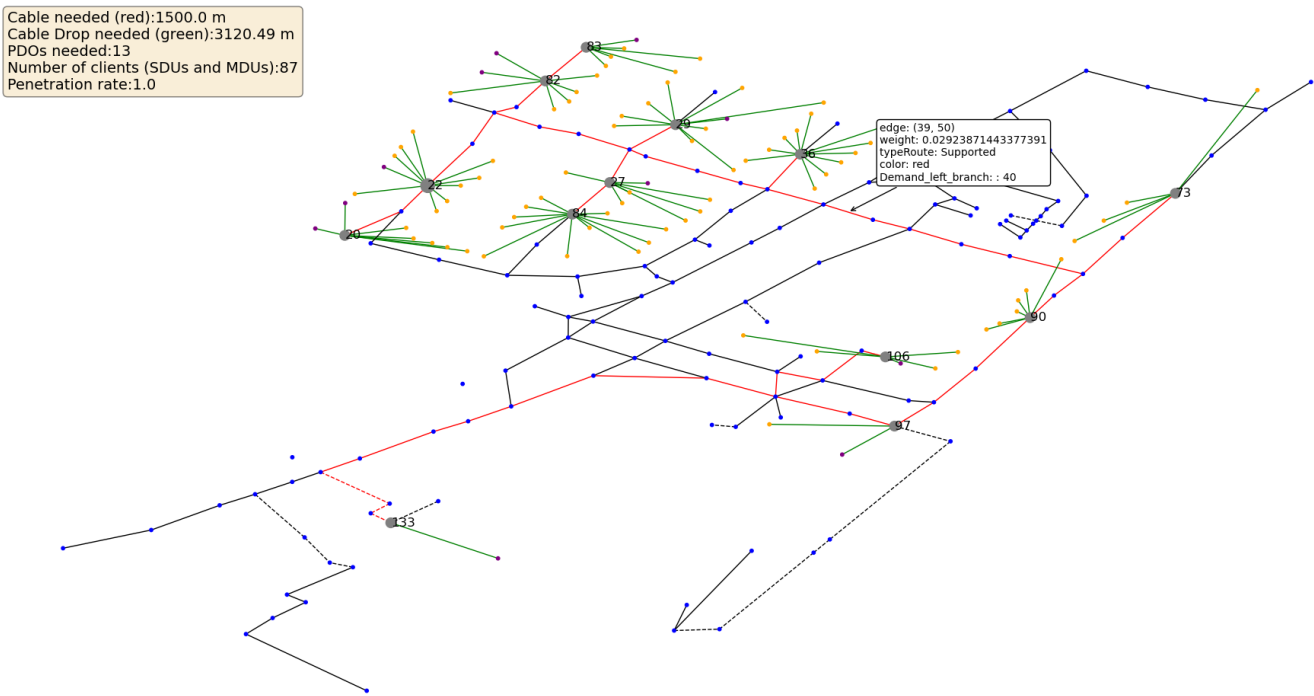 Cable needed (red):1500.0 m
Cable Drop needed (green):3120.49 m
PDOs needed:13
Number of clients (SDUs and MDUs):87
Penetration rate:1.0
83
82
29
edge: (39, 50)
weight: 0.02923871443377391
typeRoute: Supported
color: red
Demand_left_branch: : 40
36
27
22
73
84
20
90
106
97
133